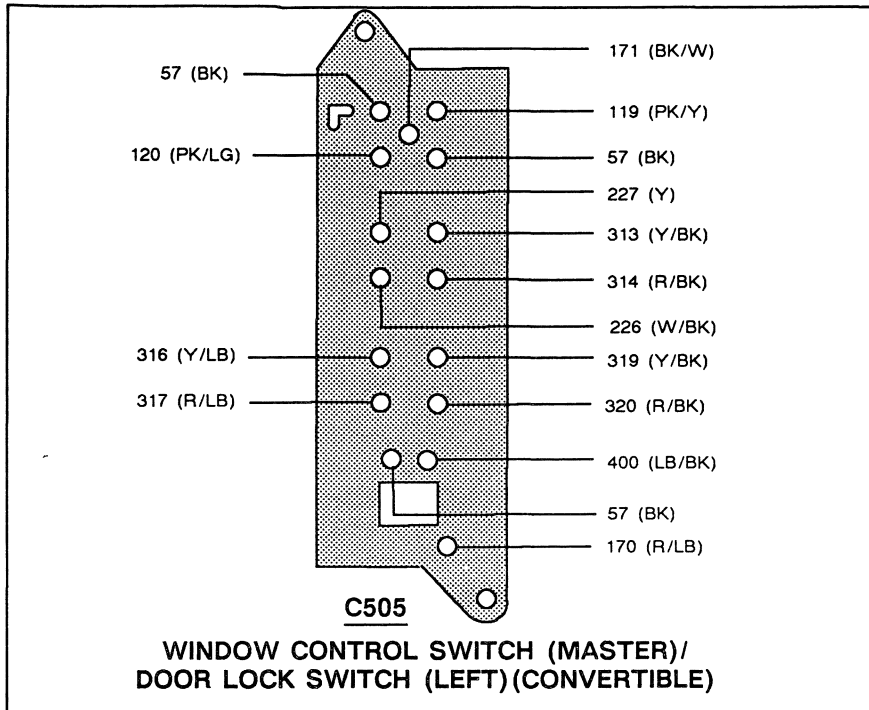 171 (BK/W)
57 (BK)
119 (PK/Y)
120 (PK/LG)
57 (BK)
227 (Y)
313 (Y/BK)
314 (R/BK)
226 (W/BK)
316 (Y/LB)
319 (Y/BK)
317 (R/LB)
320 (R/BK)
400 (LB/BK)
57 (BK)
170 (R/LB)
C505
WINDOW CONTROL SWITCH (MASTER)/
DOOR LOCK SWITCH (LEFT) (CONVERTIBLE)